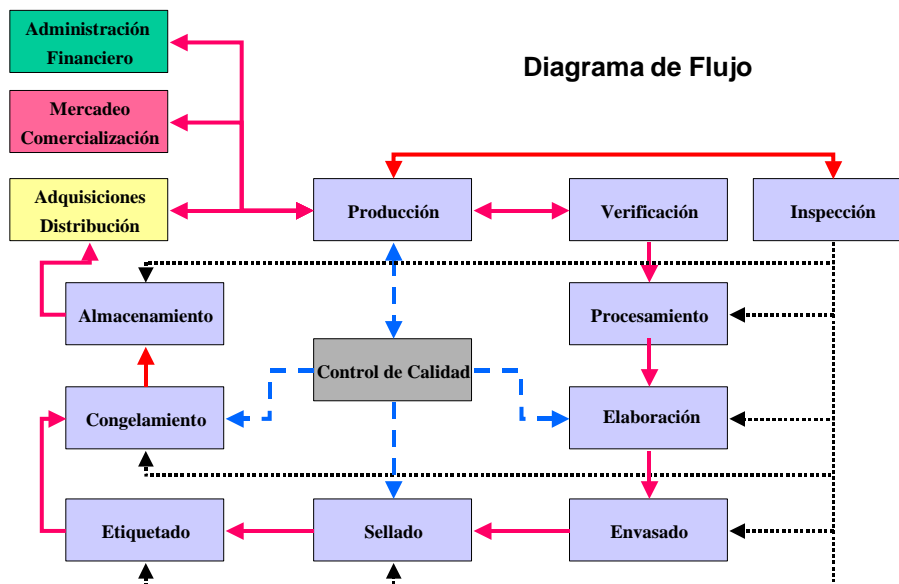 Administración
Financiero
Diagrama de Flujo
Mercadeo
Comercialización
Adquisiciones
Distribución
Producción
Verificación
Inspección
Almacenamiento
Procesamiento
Control de Calidad
Congelamiento
Elaboración
Etiquetado
Sellado
Envasado